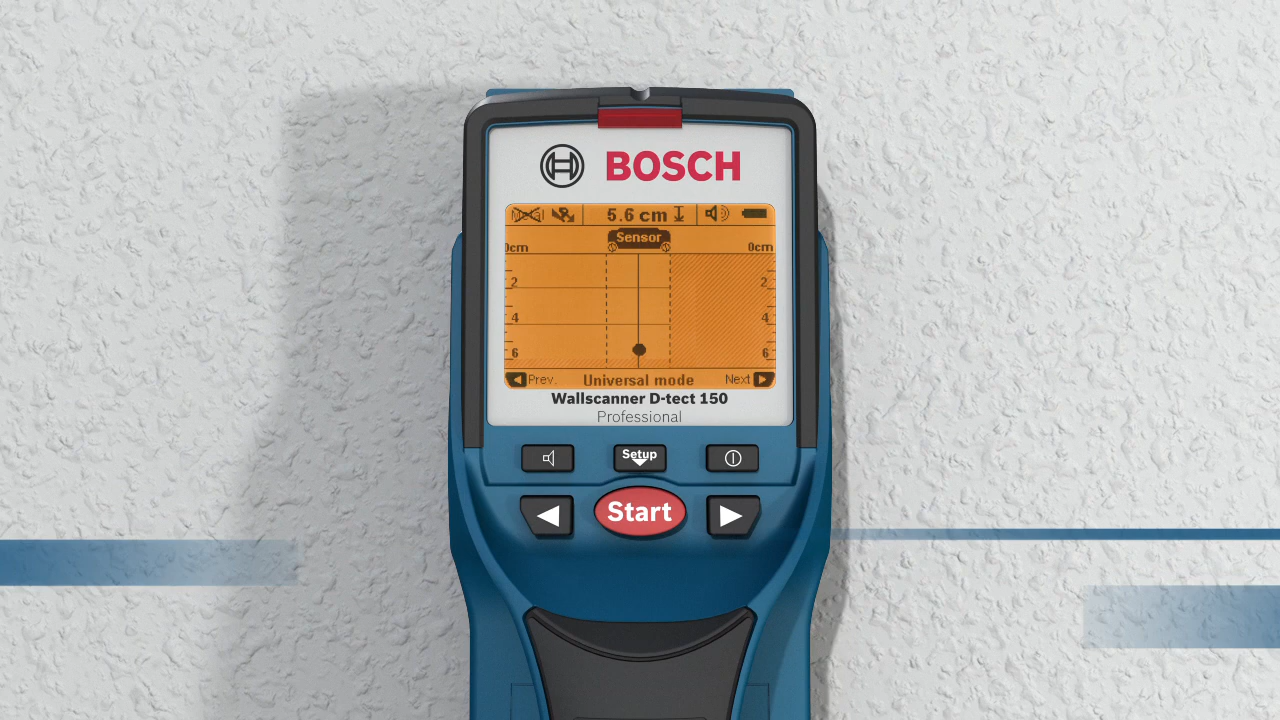 BOSCH
Metal 5.6 cm
Sensor
0cm 0cm
2 2
4 4
6 6
Prev. Universal mode Next
Wallscanner D-tect 150
Professional
Setup
Start